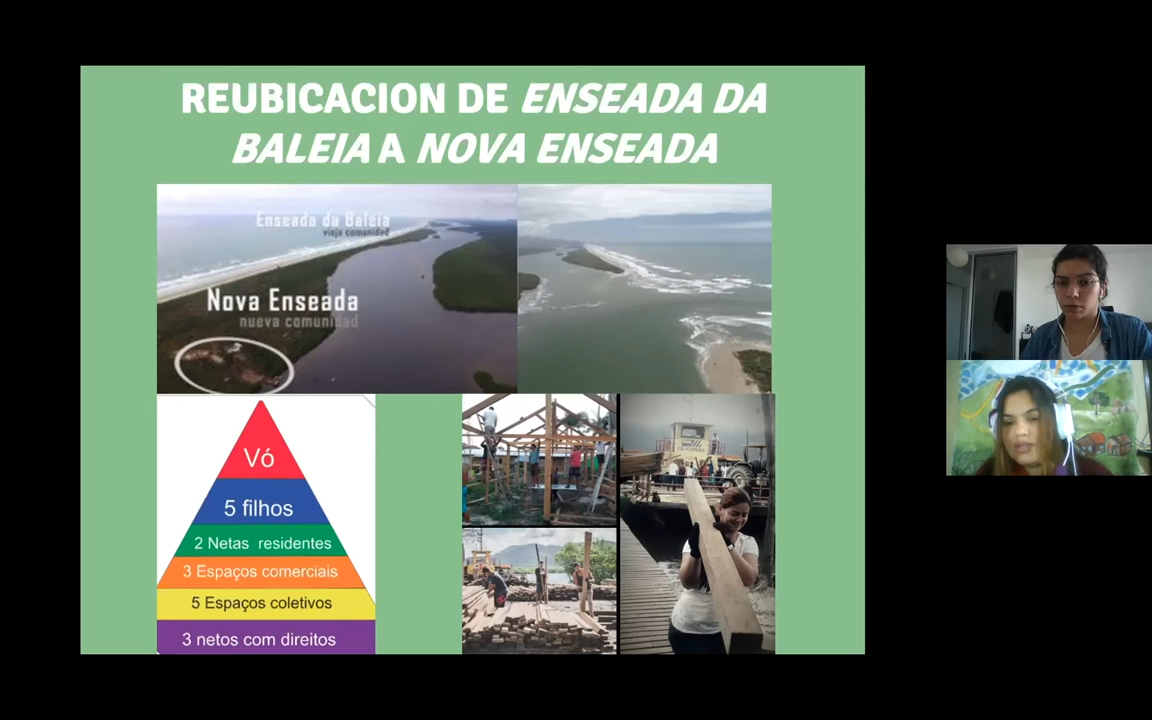 REUBICACION DE ENSEADA DA
BALEIA A NOVA ENSEADA
Enseada da Baleia
vieja comunidad
Nova Enseada
nueva comunidad
Vó
5 filhos
2 Netas residentes
3 Espaços comerciais
5 Espaços coletivos
3 netos com direitos